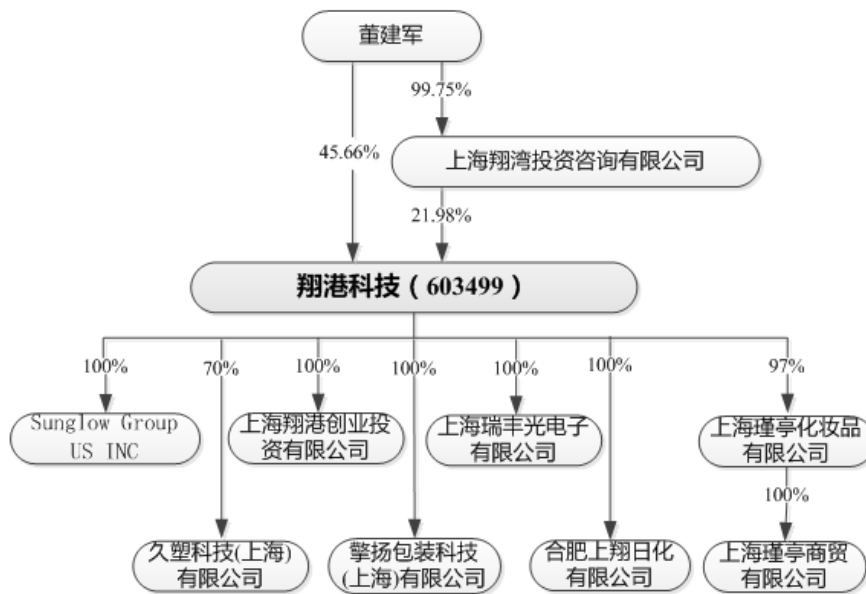 董建军
99.75%
45.66%
上海翔湾投资咨询有限公司
21.98%
翔港科技（603499）
100%
70%
100%
100%
100%
100%
97%
Sunglow Group
US INC
上海翔港创业投
资有限公司
上海瑞丰光电子
有限公司
上海瑾亭化妆品
有限公司
100%
久塑科技(上海)
有限公司
擎扬包装科技
(上海)有限公司
合肥上翔日化
有限公司
上海瑾亭商贸
有限公司